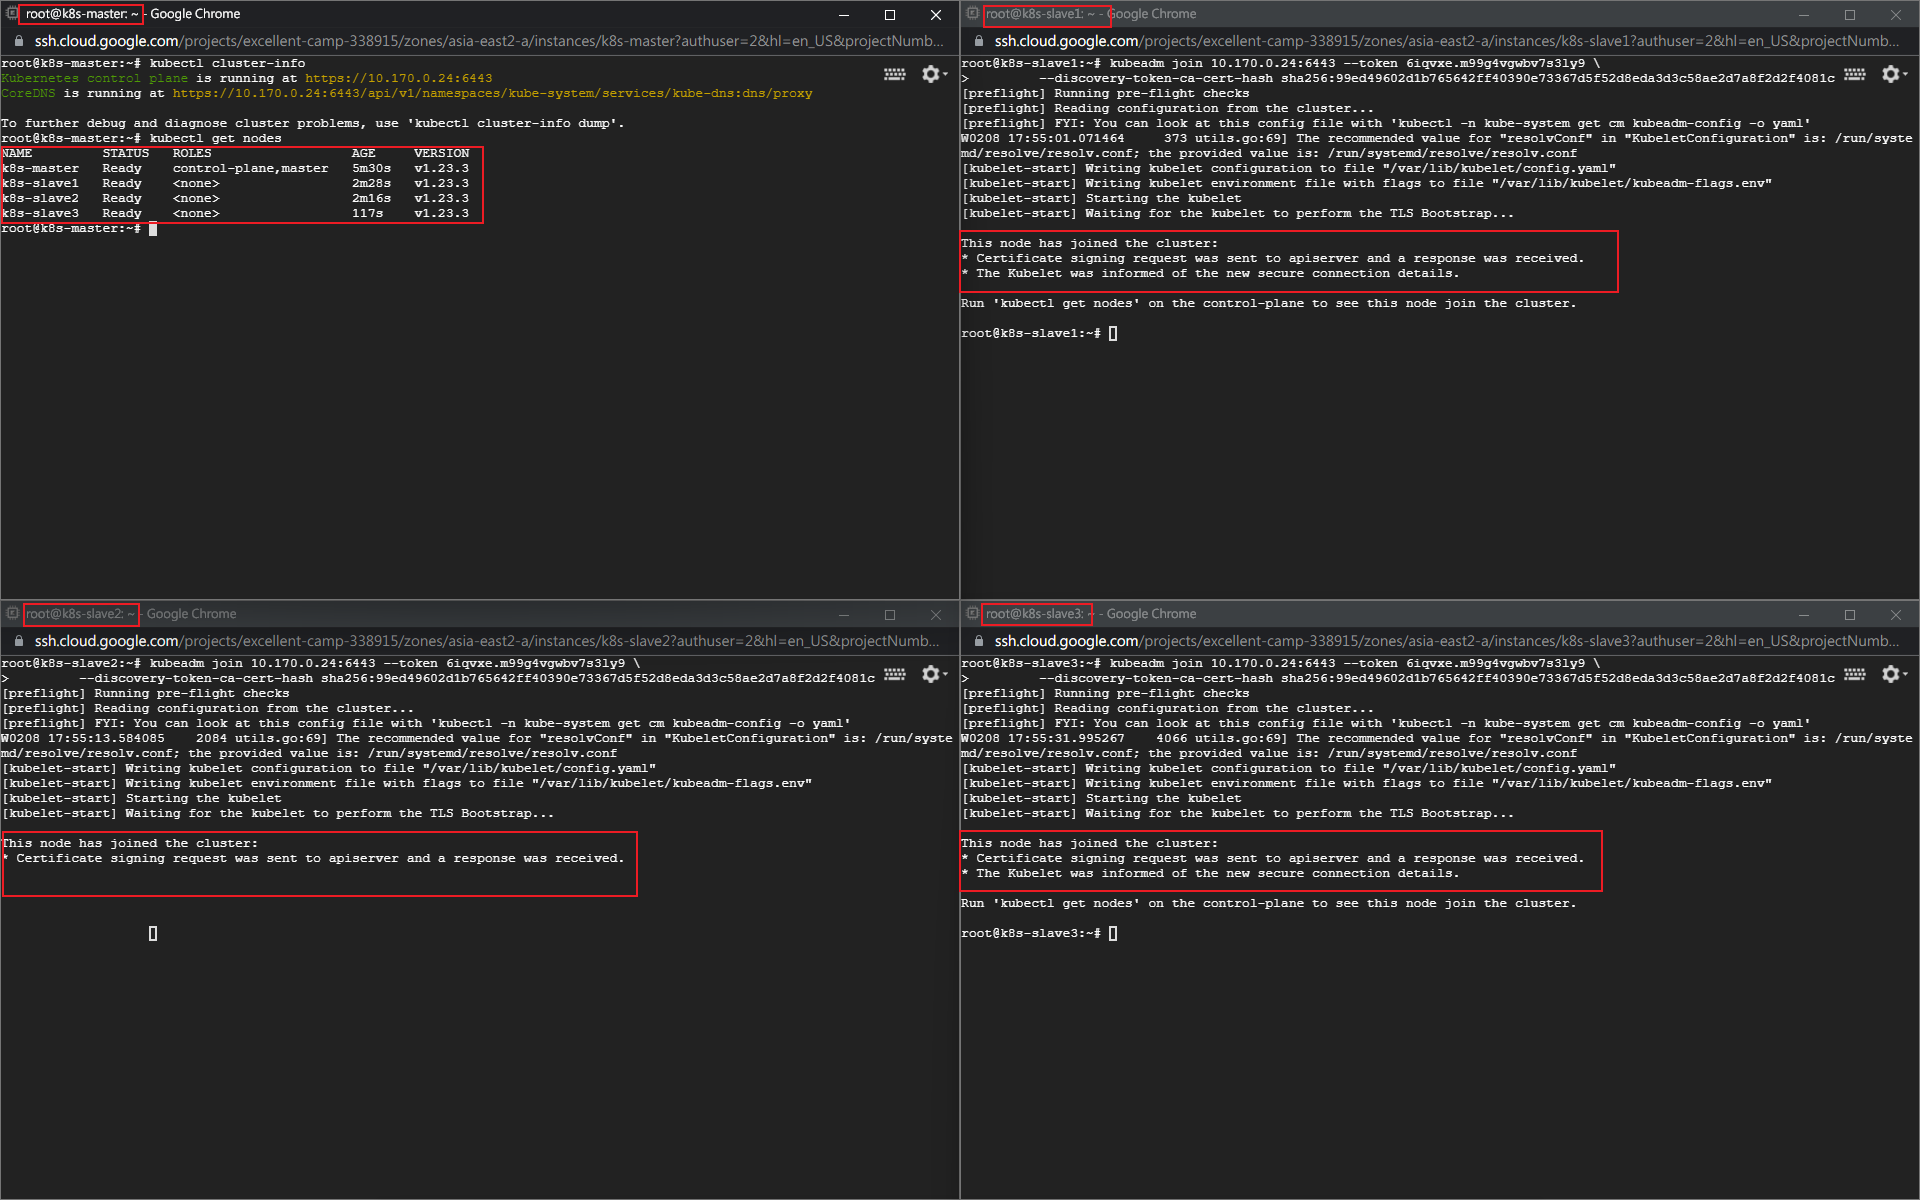 root@k8s-master: ~ - Google Chrome
ssh.cloud.google.com/projects/excellent-camp-338915/zones/asia-east2-a/instances/k8s-master?authuser=2&hl=en_US&projectNumb...
root@k8s-master:~# kubectl cluster-info
Kubernetes control plane is running at https://10.170.0.24:6443
CoreDNS is running at https://10.170.0.24:6443/api/v1/namespaces/kube-system/services/kube-dns:dns/proxy
To further debug and diagnose cluster problems, use 'kubectl cluster-info dump'.
root@k8s-master:~# kubectl get nodes
NAME STATUS ROLES AGE VERSION
k8s-master Ready control-plane,master 5m30s v1.23.3
k8s-slave1 Ready <none> 2m28s v1.23.3
k8s-slave2 Ready <none> 2m16s v1.23.3
k8s-slave3 Ready <none> 117s v1.23.3
root@k8s-master:~#
root@k8s-slave1: ~ - Google Chrome
ssh.cloud.google.com/projects/excellent-camp-338915/zones/asia-east2-a/instances/k8s-slave1?authuser=2&hl=en_US&projectNumb...
root@k8s-slave1:~# kubeadm join 10.170.0.24:6443 --token 6iqvxe.m99g4vgwbv7s3ly9 \
> --discovery-token-ca-cert-hash sha256:99ed49602d1b765642ff40390e73367d5f52d8eda3d3c58ae2d7a8f2d2f4081c
[preflight] Running pre-flight checks
[preflight] Reading configuration from the cluster...
[preflight] FYI: You can look at this config file with 'kubectl -n kube-system get cm kubeadm-config -o yaml'
W0208 17:55:01.071464 373 utils.go:69] The recommended value for "resolvConf" in "KubeletConfiguration" is: /run/syste
md/resolve/resolv.conf; the provided value is: /run/systemd/resolve/resolv.conf
[kubelet-start] Writing kubelet configuration to file "/var/lib/kubelet/config.yaml"
[kubelet-start] Writing kubelet environment file with flags to file "/var/lib/kubelet/kubeadm-flags.env"
[kubelet-start] Starting the kubelet
[kubelet-start] Waiting for the kubelet to perform the TLS Bootstrap...
This node has joined the cluster:
* Certificate signing request was sent to apiserver and a response was received.
* The Kubelet was informed of the new secure connection details.
Run 'kubectl get nodes' on the control-plane to see this node join the cluster.
root@k8s-slave1:~#
root@k8s-slave2: ~ - Google Chrome
ssh.cloud.google.com/projects/excellent-camp-338915/zones/asia-east2-a/instances/k8s-slave2?authuser=2&hl=en_US&projectNumb...
root@k8s-slave2:~# kubeadm join 10.170.0.24:6443 --token 6iqvxe.m99g4vgwbv7s3ly9 \
> --discovery-token-ca-cert-hash sha256:99ed49602d1b765642ff40390e73367d5f52d8eda3d3c58ae2d7a8f2d2f4081c
[preflight] Running pre-flight checks
[preflight] Reading configuration from the cluster...
[preflight] FYI: You can look at this config file with 'kubectl -n kube-system get cm kubeadm-config -o yaml'
W0208 17:55:13.584085 2084 utils.go:69] The recommended value for "resolvConf" in "KubeletConfiguration" is: /run/syste
md/resolve/resolv.conf; the provided value is: /run/systemd/resolve/resolv.conf
[kubelet-start] Writing kubelet configuration to file "/var/lib/kubelet/config.yaml"
[kubelet-start] Writing kubelet environment file with flags to file "/var/lib/kubelet/kubeadm-flags.env"
[kubelet-start] Starting the kubelet
[kubelet-start] Waiting for the kubelet to perform the TLS Bootstrap...
This node has joined the cluster:
* Certificate signing request was sent to apiserver and a response was received.
root@k8s-slave3: ~ - Google Chrome
ssh.cloud.google.com/projects/excellent-camp-338915/zones/asia-east2-a/instances/k8s-slave3?authuser=2&hl=en_US&projectNumb...
root@k8s-slave3:~# kubeadm join 10.170.0.24:6443 --token 6iqvxe.m99g4vgwbv7s3ly9 \
> --discovery-token-ca-cert-hash sha256:99ed49602d1b765642ff40390e73367d5f52d8eda3d3c58ae2d7a8f2d2f4081c
[preflight] Running pre-flight checks
[preflight] Reading configuration from the cluster...
[preflight] FYI: You can look at this config file with 'kubectl -n kube-system get cm kubeadm-config -o yaml'
W0208 17:55:31.995267 4066 utils.go:69] The recommended value for "resolvConf" in "KubeletConfiguration" is: /run/syste
md/resolve/resolv.conf; the provided value is: /run/systemd/resolve/resolv.conf
[kubelet-start] Writing kubelet configuration to file "/var/lib/kubelet/config.yaml"
[kubelet-start] Writing kubelet environment file with flags to file "/var/lib/kubelet/kubeadm-flags.env"
[kubelet-start] Starting the kubelet
[kubelet-start] Waiting for the kubelet to perform the TLS Bootstrap...
This node has joined the cluster:
* Certificate signing request was sent to apiserver and a response was received.
* The Kubelet was informed of the new secure connection details.
Run 'kubectl get nodes' on the control-plane to see this node join the cluster.
root@k8s-slave3:~#